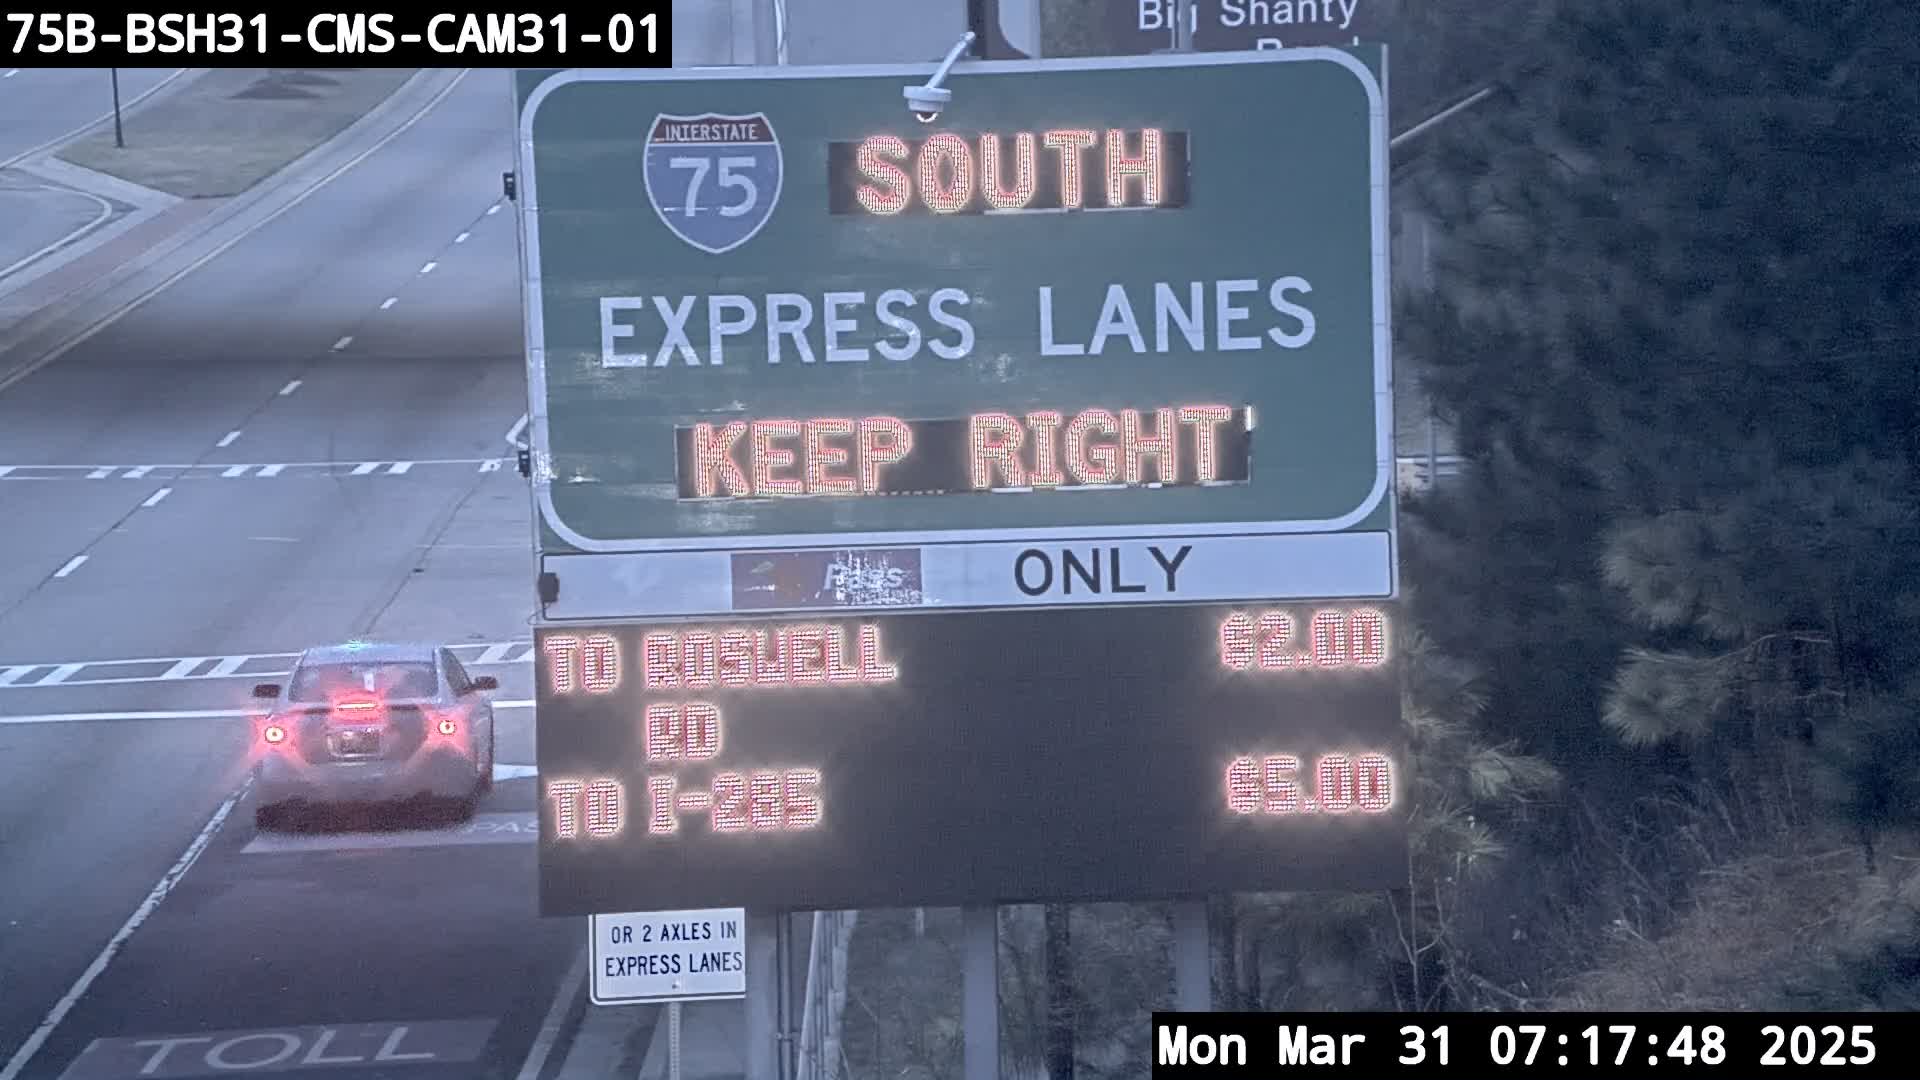 75B-BSH31-CMS-CAM31-01
Big Shanty
INTERSTATE
75
SOUTH
EXPRESS LANES
KEEP RIGHT
Pass ONLY
TO ROSWELL $2.00
RD
TO I-285 $5.00
OR 2 AXLES IN
EXPRESS LANES
TOLL
Mon Mar 31 07:17:48 2025